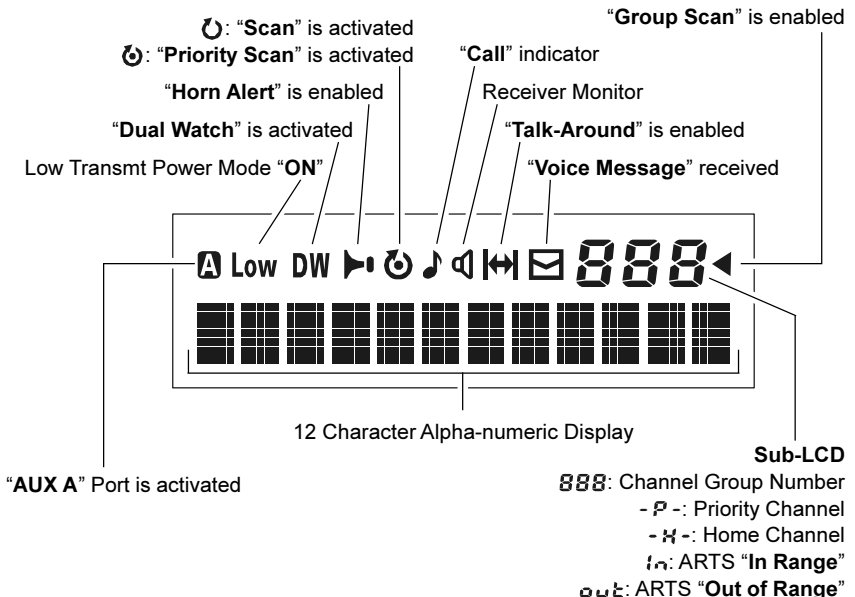 "Group Scan" is enabled
: "Scan" is activated
: "Priority Scan" is activated
"Call" indicator
"Horn Alert" is enabled
Receiver Monitor
"Dual Watch" is activated
"Talk-Around" is enabled
Low Transmt Power Mode "ON"
"Voice Message" received
A Low DW 888
12 Character Alpha-numeric Display
Sub-LCD
"AUX A" Port is activated
888: Channel Group Number
- P -: Priority Channel
- H -: Home Channel
In: ARTS "In Range"
out: ARTS "Out of Range"